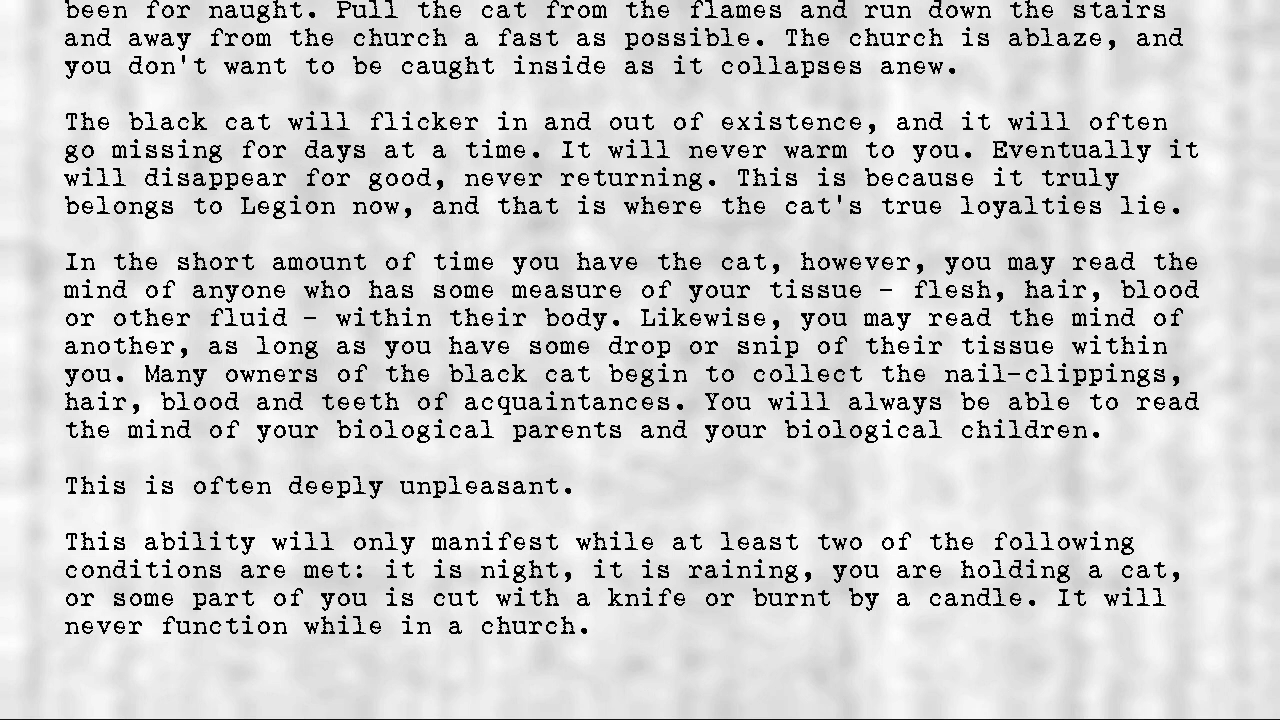 been for naught. Pull the cat from the flames and run down the stairs
and away from the church a fast as possible. The church is ablaze, and
you don't want to be caught inside as it collapses anew.
The black cat will flicker in and out of existence, and it will often
go missing for days at a time. It will never warm to you. Eventually it
will disappear for good, never returning. This is because it truly
belongs to Legion now, and that is where the cat's true loyalties lie.
In the short amount of time you have the cat, however, you may read the
mind of anyone who has some measure of your tissue – flesh, hair, blood
or other fluid – within their body. Likewise, you may read the mind of
another, as long as you have some drop or snip of their tissue within
you. Many owners of the black cat begin to collect the nail-clippings,
hair, blood and teeth of acquaintances. You will always be able to read
the mind of your biological parents and your biological children.
This is often deeply unpleasant.
This ability will only manifest while at least two of the following
conditions are met: it is night, it is raining, you are holding a cat,
or some part of you is cut with a knife or burnt by a candle. It will
never function while in a church.